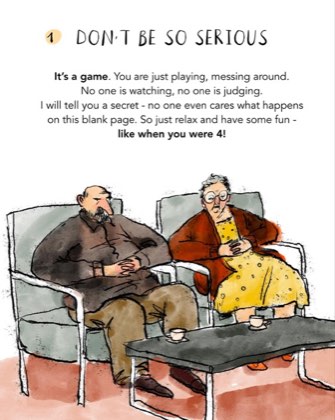 1 DON'T BE SO SERIOUS
It's a game. You are just playing, messing around.
No one is watching, no one is judging.
I will tell you a secret - no one even cares what happens
on this blank page. So just relax and have some fun -
like when you were 4!